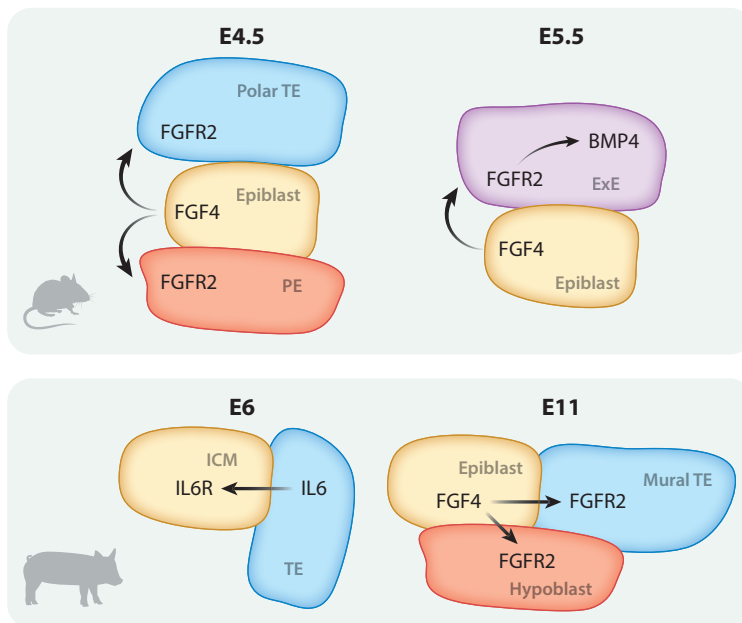 E4.5
Polar TE
FGFR2
Epiblast
FGF4
FGFR2
PE
E5.5
BMP4
FGFR2
ExE
FGF4
Epiblast
E6
ICM
IL6R
IL6
TE
E11
Epiblast
Mural TE
FGF4
FGFR2
FGFR2
Hypoblast